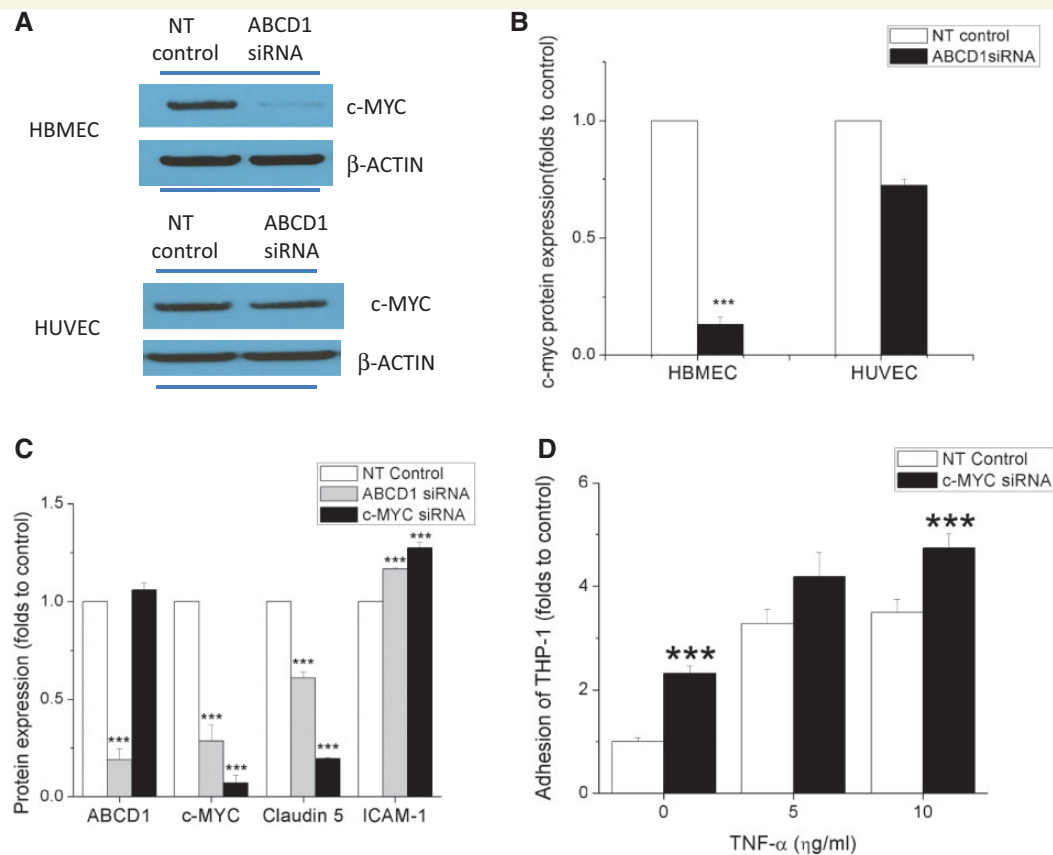 A
NT
control
ABCD1
siRNA
HBMEC
c-MYC
β-ACTIN
NT
control
ABCD1
siRNA
HUVEC
c-MYC
β-ACTIN
B
NT control
ABCD1siRNA
c-myc protein expression(folds to control)
1.0
0.5
0.0
***
HBMEC
HUVEC
C
NT Control
ABCD1 siRNA
c-MYC siRNA
Protein expression (folds to control)
1.5
1.0
0.5
0.0
***
***
***
***
***
***
***
ABCD1
c-MYC
Claudin 5
ICAM-1
D
NT Control
c-MYC siRNA
Adhesion of THP-1 (folds to control)
6
4
2
0
***
***
0
5
10
TNF-α (ηg/ml)